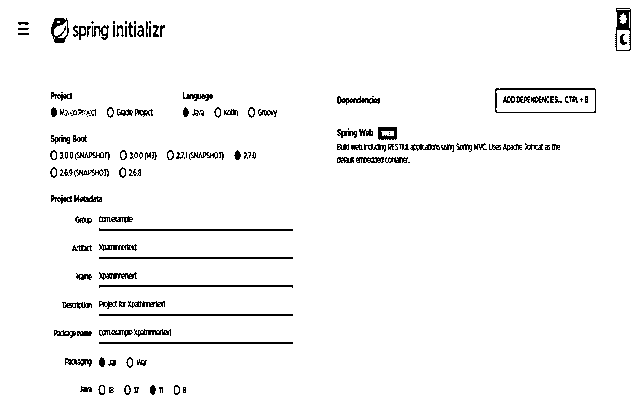 spring initializr
Project
Maven Project
Gradle Project
Language
Java
Kotlin
Groovy
Spring Boot
3.0.0 (SNAPSHOT)
3.0.0 (M3)
2.7.1 (SNAPSHOT)
2.7.0
2.6.9 (SNAPSHOT)
2.6.8
Project Metadata
Group
com.example
Artifact
XpathInnertext
Name
XpathInnertext
Description
Project for XpathInnertext
Package name
com.example.XpathInnertext
Packaging
Jar
War
Java
18
17
11
8
Dependencies
ADD DEPENDENCIES... CTRL + B
Spring Web WEB
Build web, including RESTful, applications using Spring MVC. Uses Apache Tomcat as the
default embedded container.